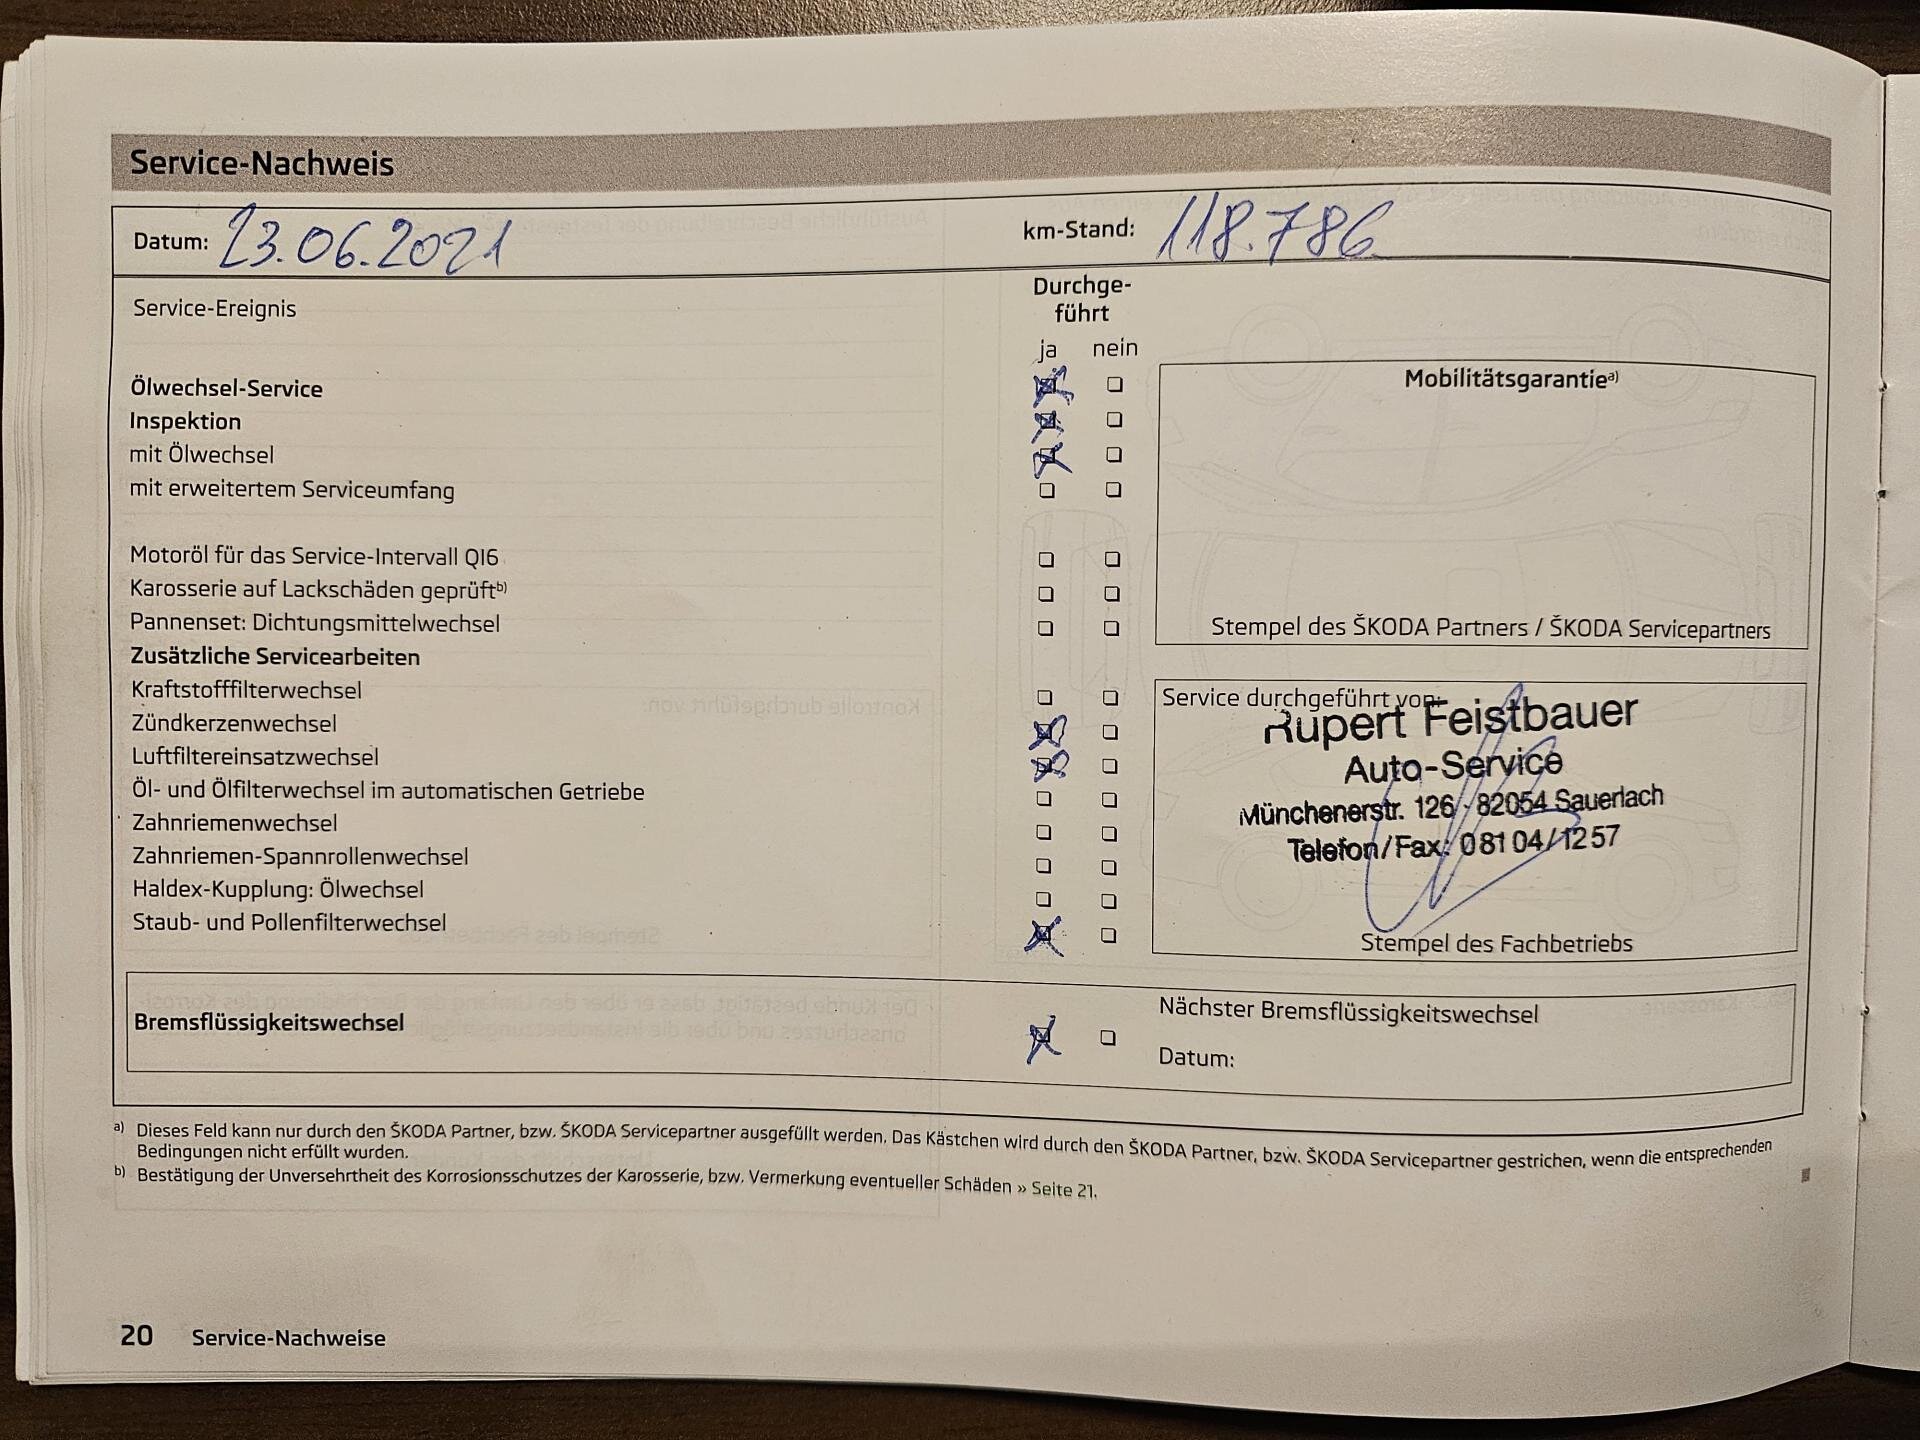 Service-Nachweis
Datum: 23.06.2021
km-Stand: 118.786
Service-Ereignis
Durchge-
führt
ja nein
Ölwechsel-Service
Inspektion
mit Ölwechsel
mit erweitertem Serviceumfang
Motoröl für das Service-Intervall QI6
Karosserie auf Lackschäden geprüft b)
Pannenset: Dichtungsmittelwechsel
Zusätzliche Servicearbeiten
Kraftstofffilterwechsel
Zündkerzenwechsel
Luftfiltereinsatzwechsel
Öl- und Ölfilterwechsel im automatischen Getriebe
Zahnriemenwechsel
Zahnriemen-Spannrollenwechsel
Haldex-Kupplung: Ölwechsel
Staub- und Pollenfilterwechsel
Mobilitätsgarantie a)
Stempel des ŠKODA Partners / ŠKODA Servicepartners
Service durchgeführt von:
Rupert Feistbauer
Auto-Service
Münchenerstr. 126 · 82054 Sauerlach
Telefon/Fax: 08104/1257
Stempel des Fachbetriebs
Bremsflüssigkeitswechsel
Nächster Bremsflüssigkeitswechsel
Datum:
a) Dieses Feld kann nur durch den ŠKODA Partner, bzw. ŠKODA Servicepartner ausgefüllt werden. Das Kästchen wird durch den ŠKODA Partner, bzw. ŠKODA Servicepartner gestrichen, wenn die entsprechenden
Bedingungen nicht erfüllt wurden.
b) Bestätigung der Unversehrtheit des Korrosionsschutzes der Karosserie, bzw. Vermerkung eventueller Schäden » Seite 21.
20 Service-Nachweise